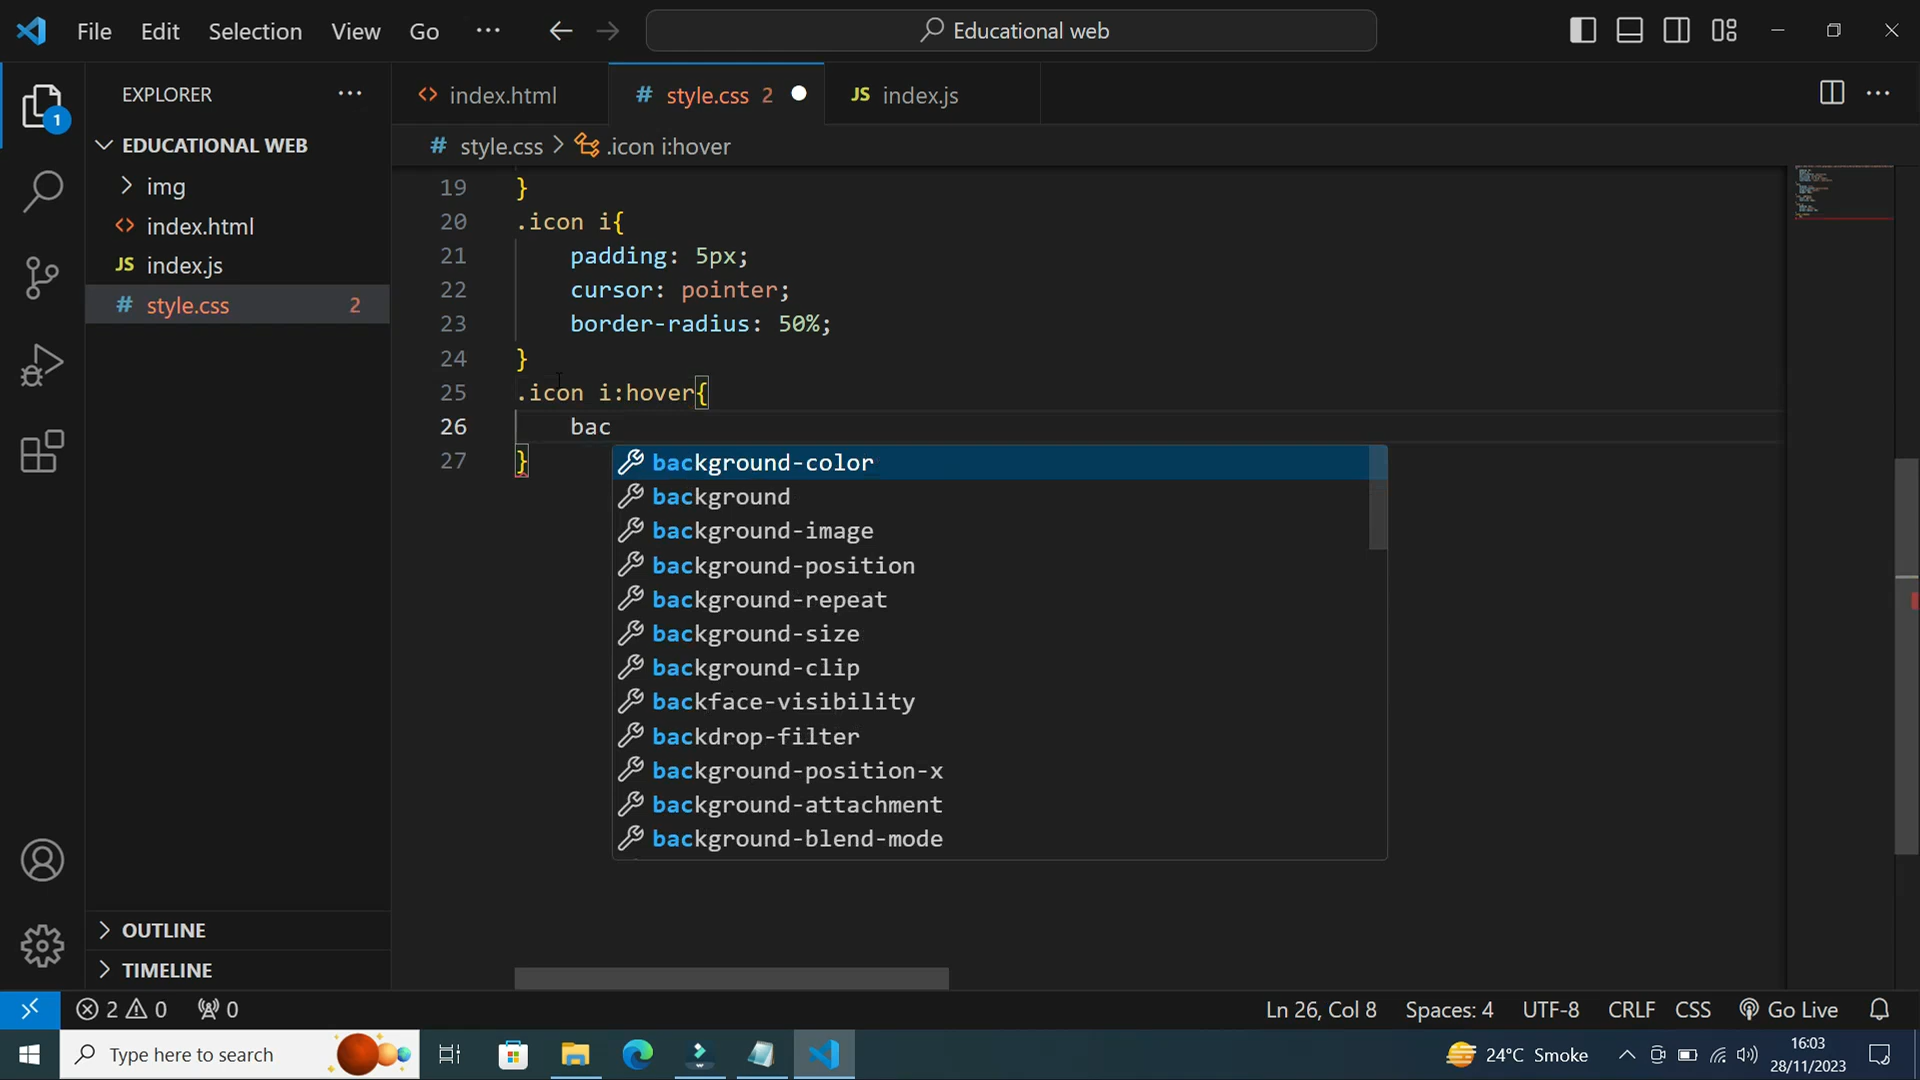 File Edit Selection View Go ··· Educational web
EXPLORER ···
EDUCATIONAL WEB
img
index.html
JS index.js
# style.css 2
OUTLINE
TIMELINE
1
index.html # style.css 2 JS index.js ···
# style.css > .icon i:hover
19 }
20 .icon i{
21 padding: 5px;
22 cursor: pointer;
23 border-radius: 50%;
24 }
25 .icon i:hover{
26 bac
27 }
background-color
background
background-image
background-position
background-repeat
background-size
background-clip
backface-visibility
backdrop-filter
background-position-x
background-attachment
background-blend-mode
2 0 0 Ln 26, Col 8 Spaces: 4 UTF-8 CRLF CSS Go Live
Type here to search 24°C Smoke 16:03
28/11/2023